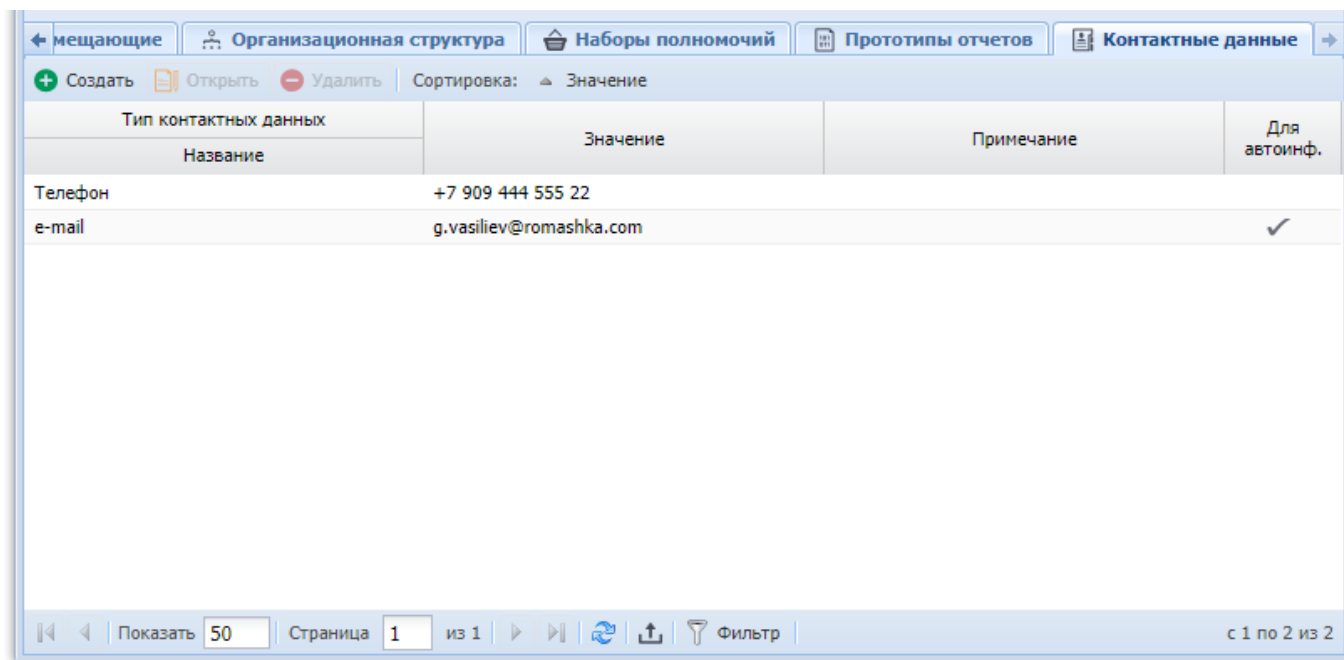 мещающие Организационная структура Наборы полномочий Прототипы отчетов Контактные данные
Создать Открыть Удалить Сортировка: Значение
Тип контактных данных
Название
Значение
Примечание
Для
автоинф.
Телефон +7 909 444 555 22
e-mail g.vasiliev@romashka.com
Показать 50 Страница 1 из 1 Фильтр с 1 по 2 из 2